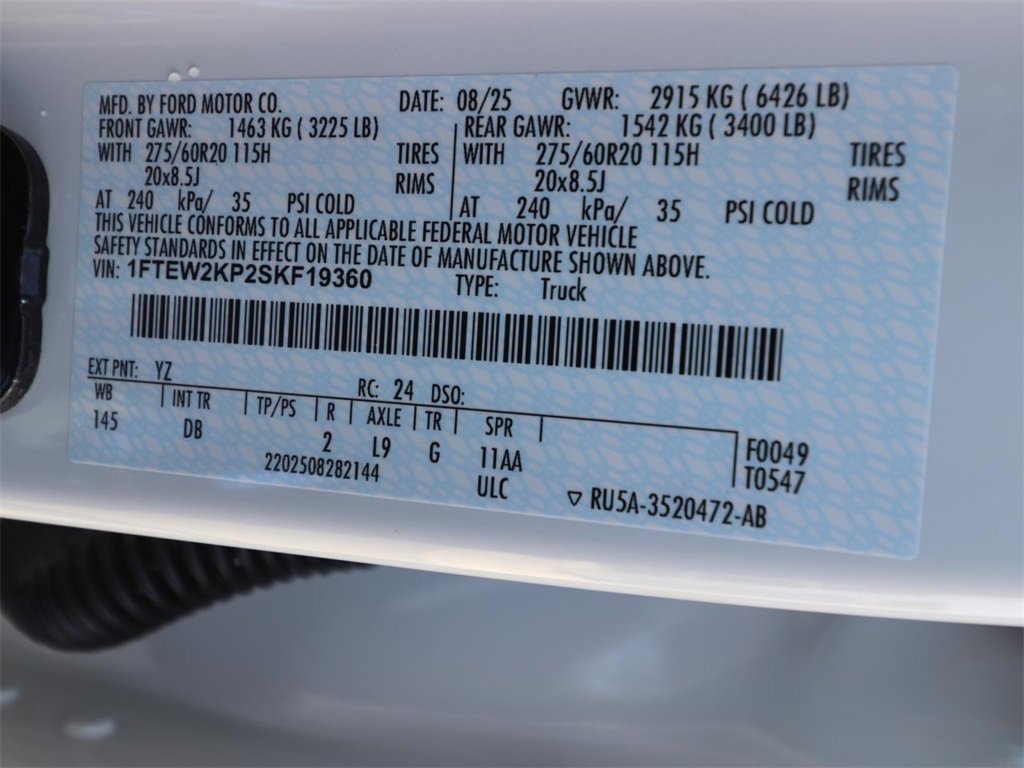 MFD. BY FORD MOTOR CO. DATE: 08/25 GVWR: 2915 KG ( 6426 LB)
FRONT GAWR: 1463 KG ( 3225 LB) REAR GAWR: 1542 KG ( 3400 LB)
WITH 275/60R20 115H TIRES WITH 275/60R20 115H TIRES
20x8.5J RIMS 20x8.5J RIMS
AT 240 kPa/ 35 PSI COLD AT 240 kPa/ 35 PSI COLD
THIS VEHICLE CONFORMS TO ALL APPLICABLE FEDERAL MOTOR VEHICLE
SAFETY STANDARDS IN EFFECT ON THE DATE OF MANUFACTURE SHOWN ABOVE.
VIN: 1FTEW2KP2SKF19360 TYPE: Truck
EXT PNT: YZ RC: 24 DSO:
WB INT TR TP/PS R AXLE TR SPR
145 DB 2 L9 G 11AA F0049
2202508282144 ULC T0547
RU5A-3520472-AB